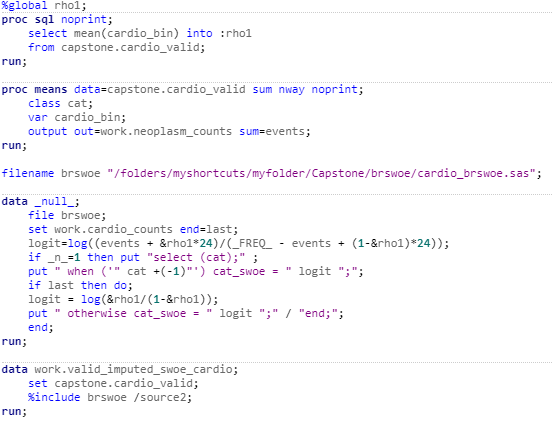 %global rho1;
proc sql noprint;
    select mean(cardio_bin) into :rho1
    from capstone.cardio_valid;
run;
proc means data=capstone.cardio_valid sum nway noprint;
    class cat;
    var cardio_bin;
    output out=work.neoplasm_counts sum=events;
run;
filename brswoe "/folders/myshortcuts/myfolder/Capstone/brswoe/cardio_brswoe.sas";
data _null_;
    file brswoe;
    set work.cardio_counts end=last;
    logit=log((events + &rho1*24)/(_FREQ_ - events + (1-&rho1)*24));
    if _n_=1 then put "select (cat);" ;
    put " when ('" cat +(-1)"') cat_swoe = " logit ";";
    if last then do;
    logit = log(&rho1/(1-&rho1));
    put " otherwise cat_swoe = " logit ";" / "end;";
    end;
run;
data work.valid_imputed_swoe_cardio;
    set capstone.cardio_valid;
    %include brswoe /source2;
run;